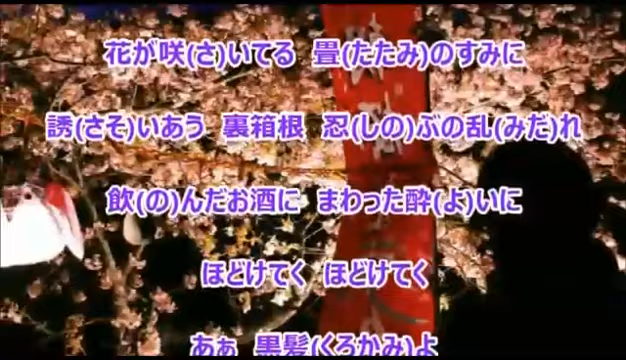 花が咲(さ)いてる　畳(たたみ)のすみに
誘(さそ)いあう　裏箱根　忍(しの)ぶの乱(みだ)れ
飲(の)んだお酒に　まわった酔(よ)いに
ほどけてく　ほどけてく
あぁ　黒髪(くろかみ)よ